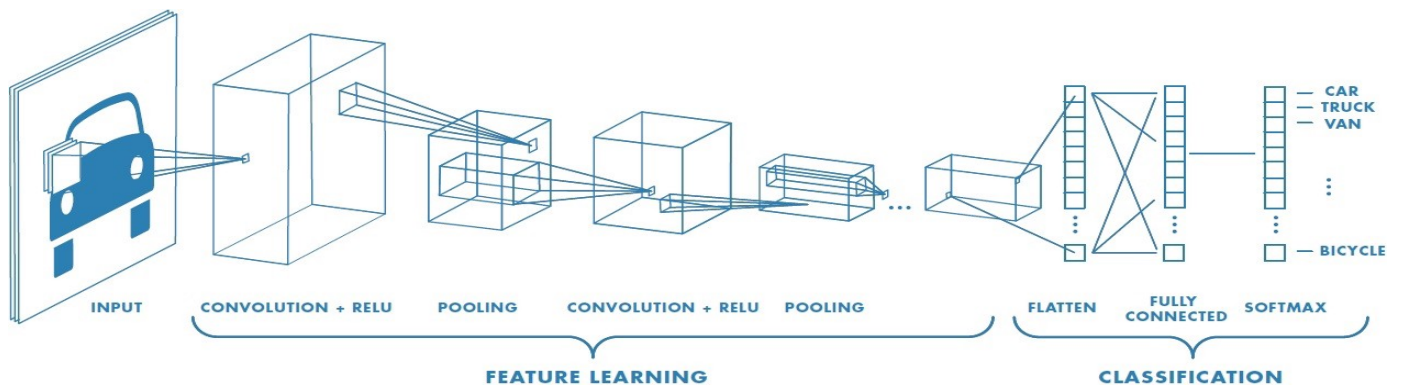 CAR
TRUCK
VAN
BICYCLE
INPUT
CONVOLUTION + RELU
POOLING
CONVOLUTION + RELU
POOLING
FLATTEN
FULLY
CONNECTED
SOFTMAX
FEATURE LEARNING
CLASSIFICATION